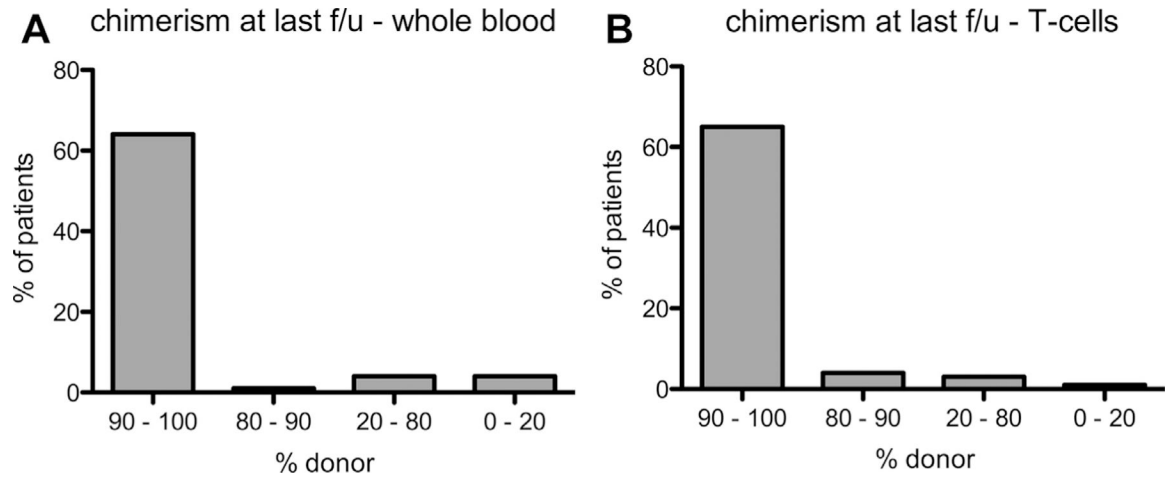 A chimerism at last f/u - whole blood
80
60
40
20
0
% of patients
90 - 100 80 - 90 20 - 80 0 - 20
% donor
B chimerism at last f/u - T-cells
80
60
40
20
0
% of patients
90 - 100 80 - 90 20 - 80 0 - 20
% donor